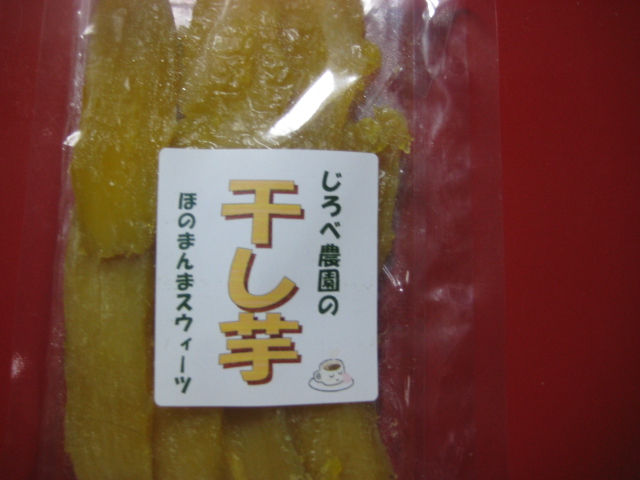 じろべ農園の
干し芋
ほのまんまスウィーツ